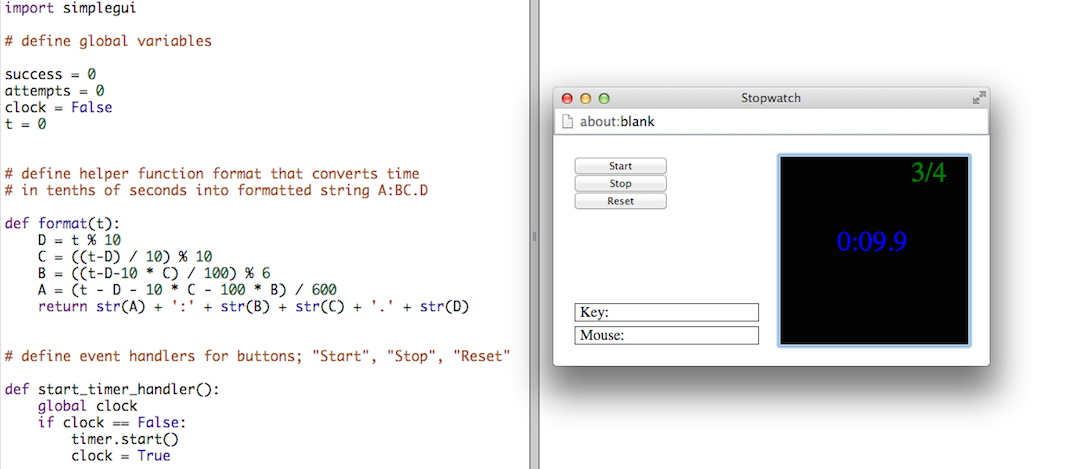 import simplegui
# define global variables
success = 0
attempts = 0
clock = False
t = 0
# define helper function format that converts time
# in tenths of seconds into formatted string A:BC.D
def format(t):
    D = t % 10
    C = ((t-D) / 10) % 10
    B = ((t-D-10 * C) / 100) % 6
    A = (t - D - 10 * C - 100 * B) / 600
    return str(A) + ':' + str(B) + str(C) + '.' + str(D)
# define event handlers for buttons; "Start", "Stop", "Reset"
def start_timer_handler():
    global clock
    if clock == False:
        timer.start()
        clock = True
Stopwatch
about:blank
Start
Stop
Reset
Key:
Mouse:
3/4
0:09.9